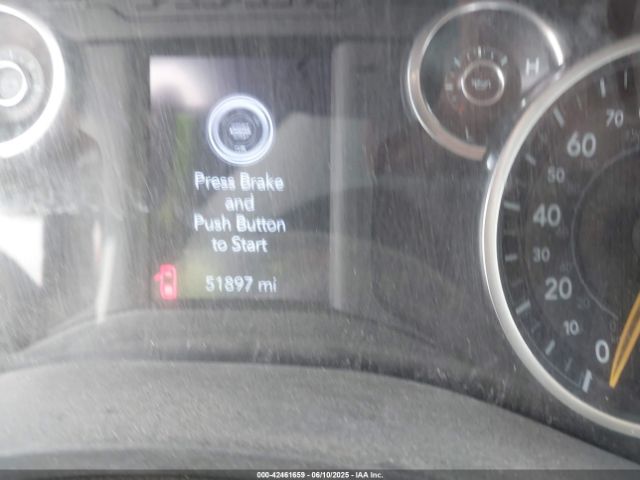 Press Brake
and
Push Button
to Start
51897 mi
H
70
60
50
40
30
20
10
0
000-42461659 - 06/10/2025 - IAA Inc.